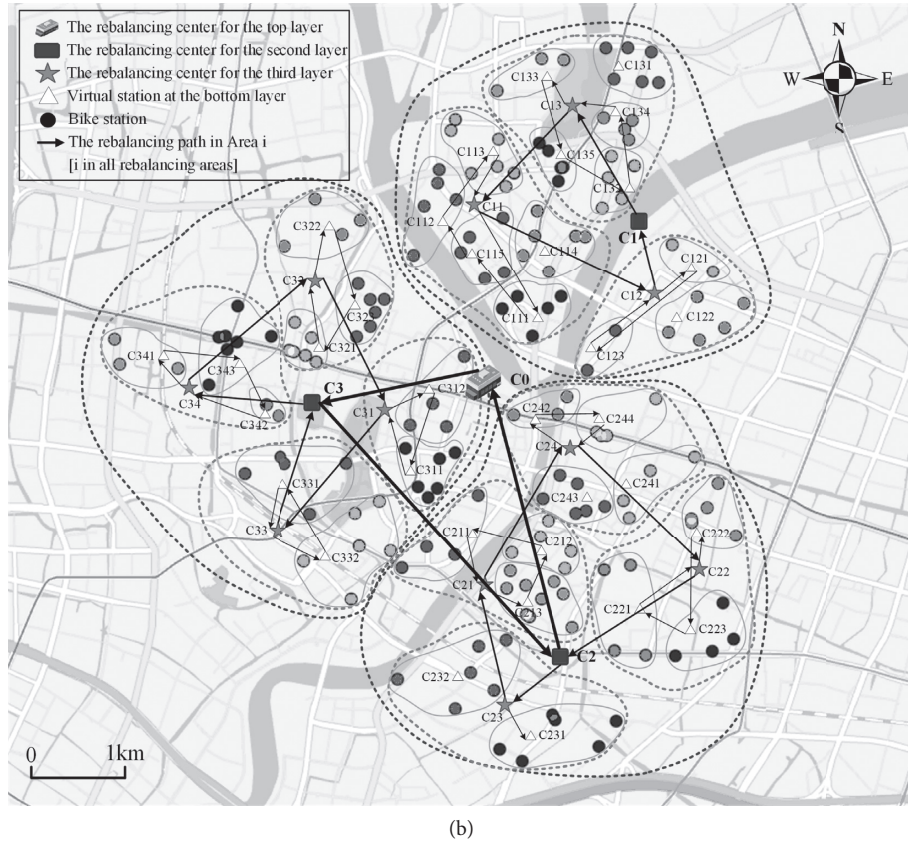 The rebalancing center for the top layer
The rebalancing center for the second layer
The rebalancing center for the third layer
Virtual station at the bottom layer
Bike station
The rebalancing path in Area i
[i in all rebalancing areas]
N
W
E
S
C133
C131
C13
C134
C113
C135
C132
C11
C112
C1
C115
C114
C121
C12
C111
C122
C123
C322
C32
C323
C321
C341
C343
C34
C342
C3
C31
C312
C0
C311
C331
C33
C332
C242
C244
C24
C243
C241
C222
C22
C221
C223
C211
C212
C21
C213
C2
C232
C23
C231
0
1km
(b)